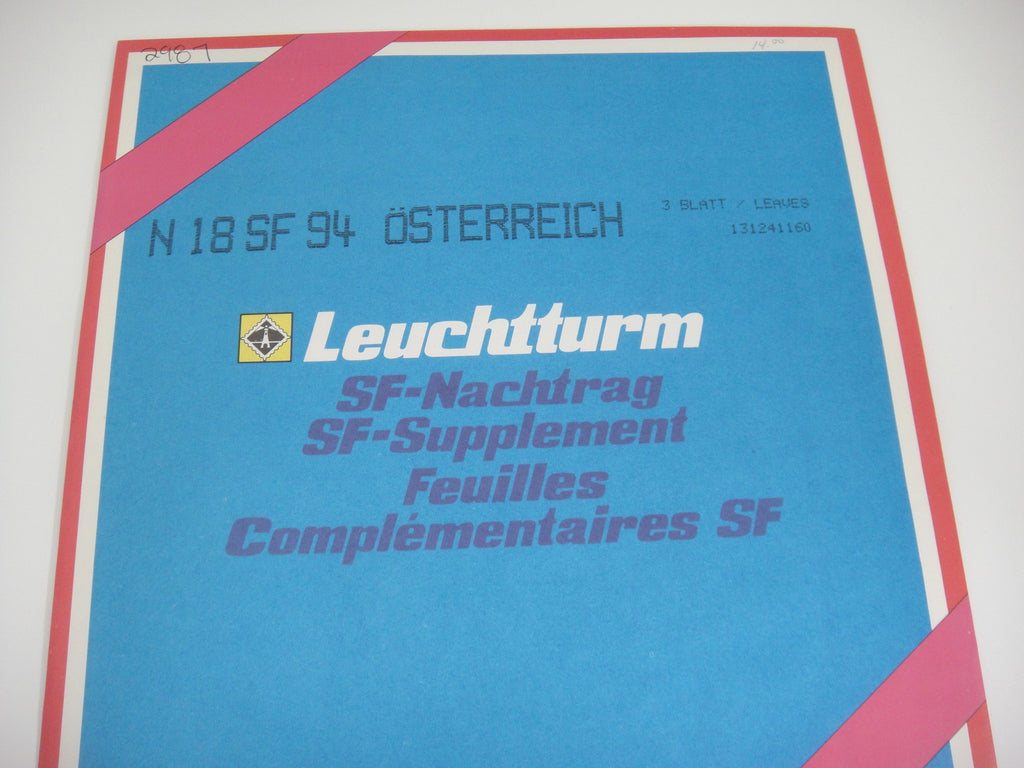 2987
14.00
N 18 SF 94 ÖSTERREICH
3 BLATT / LEAVES
131241160
Leuchtturm
SF-Nachtrag
SF-Supplement
Feuilles
Complémentaires SF